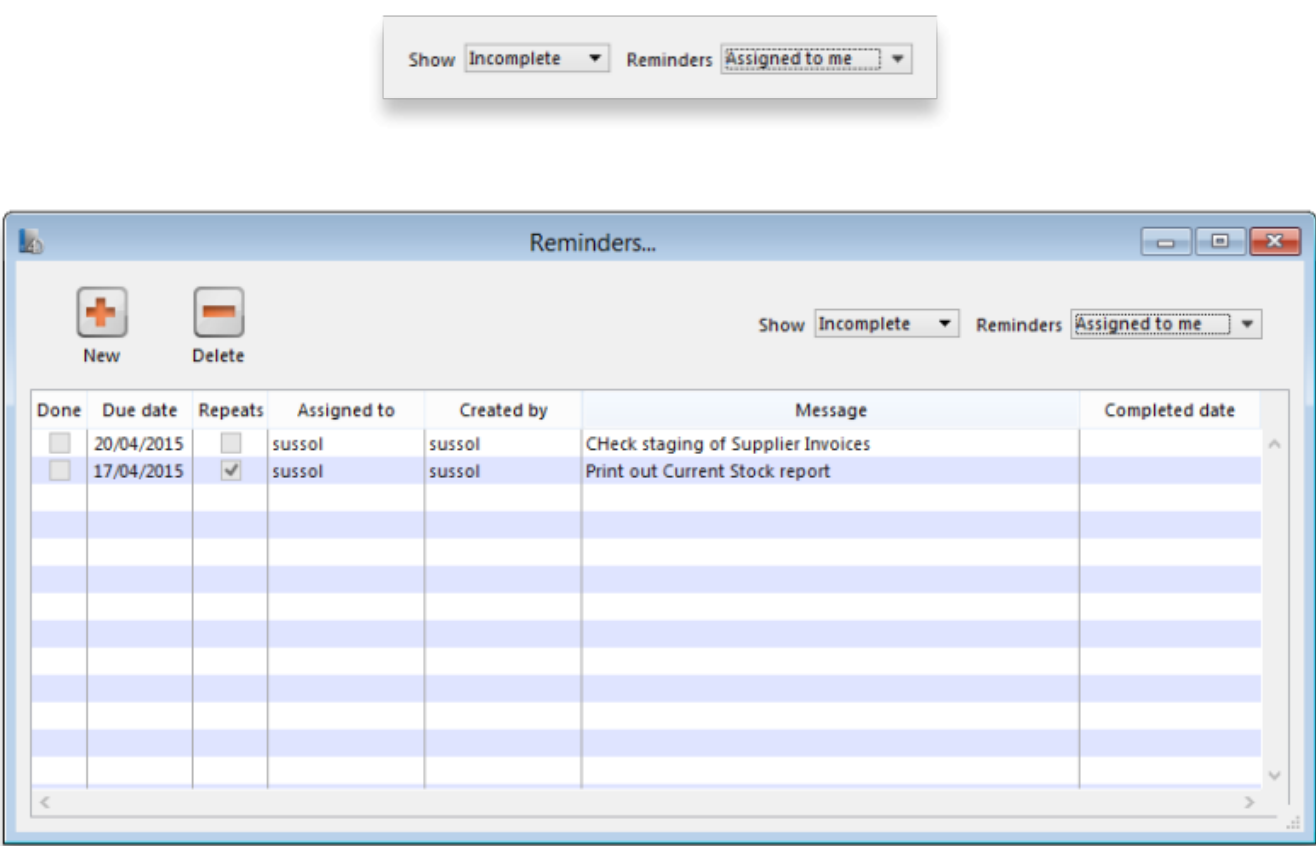 Show Incomplete Reminders Assigned to me
Reminders...
New Delete
Show Incomplete Reminders Assigned to me
Done Due date Repeats Assigned to Created by Message Completed date
20/04/2015 sussol sussol CHeck staging of Supplier Invoices
17/04/2015 sussol sussol Print out Current Stock report